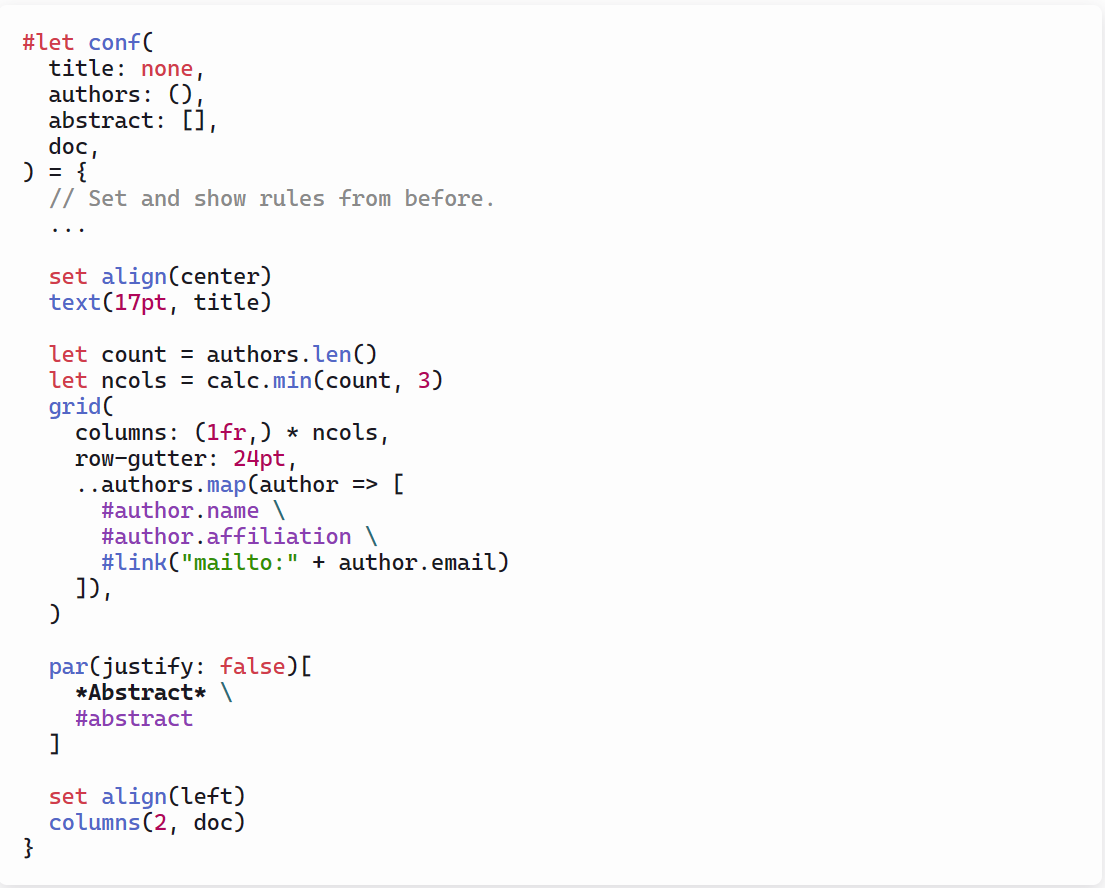 #let conf(
  title: none,
  authors: (),
  abstract: [],
  doc,
) = {
  // Set and show rules from before.
  ...

  set align(center)
  text(17pt, title)

  let count = authors.len()
  let ncols = calc.min(count, 3)
  grid(
    columns: (1fr,) * ncols,
    row-gutter: 24pt,
    ..authors.map(author => [
      #author.name \
      #author.affiliation \
      #link("mailto:" + author.email)
    ]),
  )

  par(justify: false)[
    *Abstract* \
    #abstract
  ]

  set align(left)
  columns(2, doc)
}